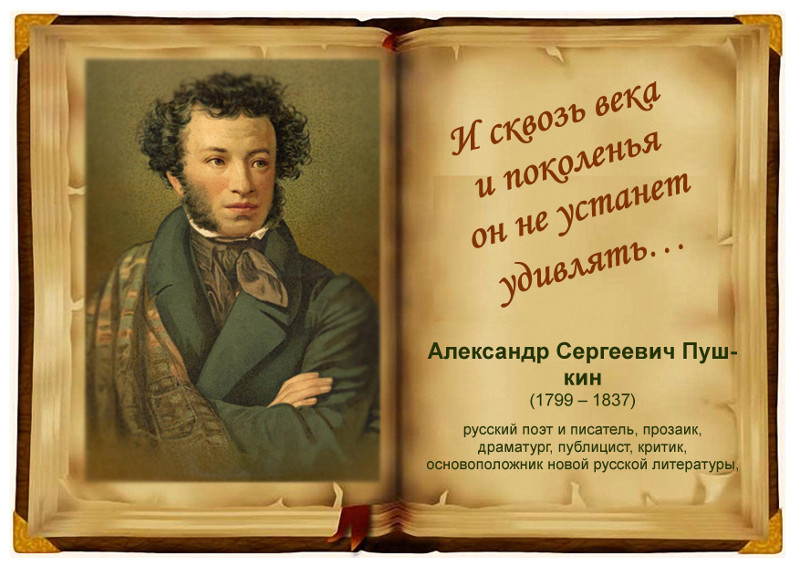 И сквозь века
и поколенья
он не устанет
удивлять...
Александр Сергеевич Пуш-
кин
(1799 – 1837)
русский поэт и писатель, прозаик,
драматург, публицист, критик,
основоположник новой русской литературы,